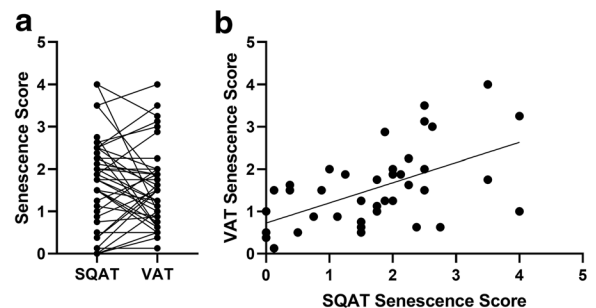 a
5
4
3
2
1
0
Senescence Score
SQAT VAT
b
5
4
3
2
1
0
VAT Senescence Score
0 1 2 3 4 5
SQAT Senescence Score